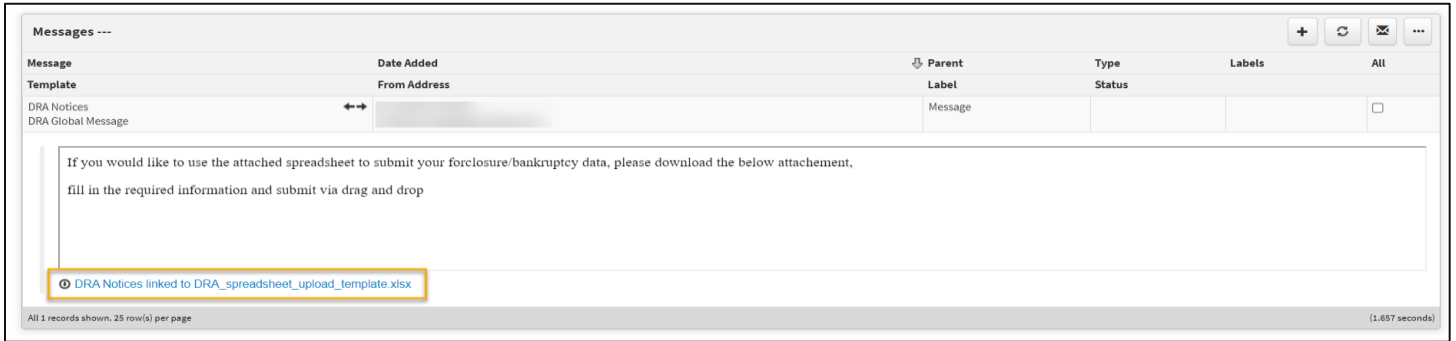 Messages ---
Message Date Added Parent Type Labels All
Template From Address Label Status
DRA Notices Message
DRA Global Message
If you would like to use the attached spreadsheet to submit your forclosure/bankruptcy data, please download the below attachement,
fill in the required information and submit via drag and drop
DRA Notices linked to DRA_spreadsheet_upload_template.xlsx
All 1 records shown. 25 row(s) per page (1.657 seconds)